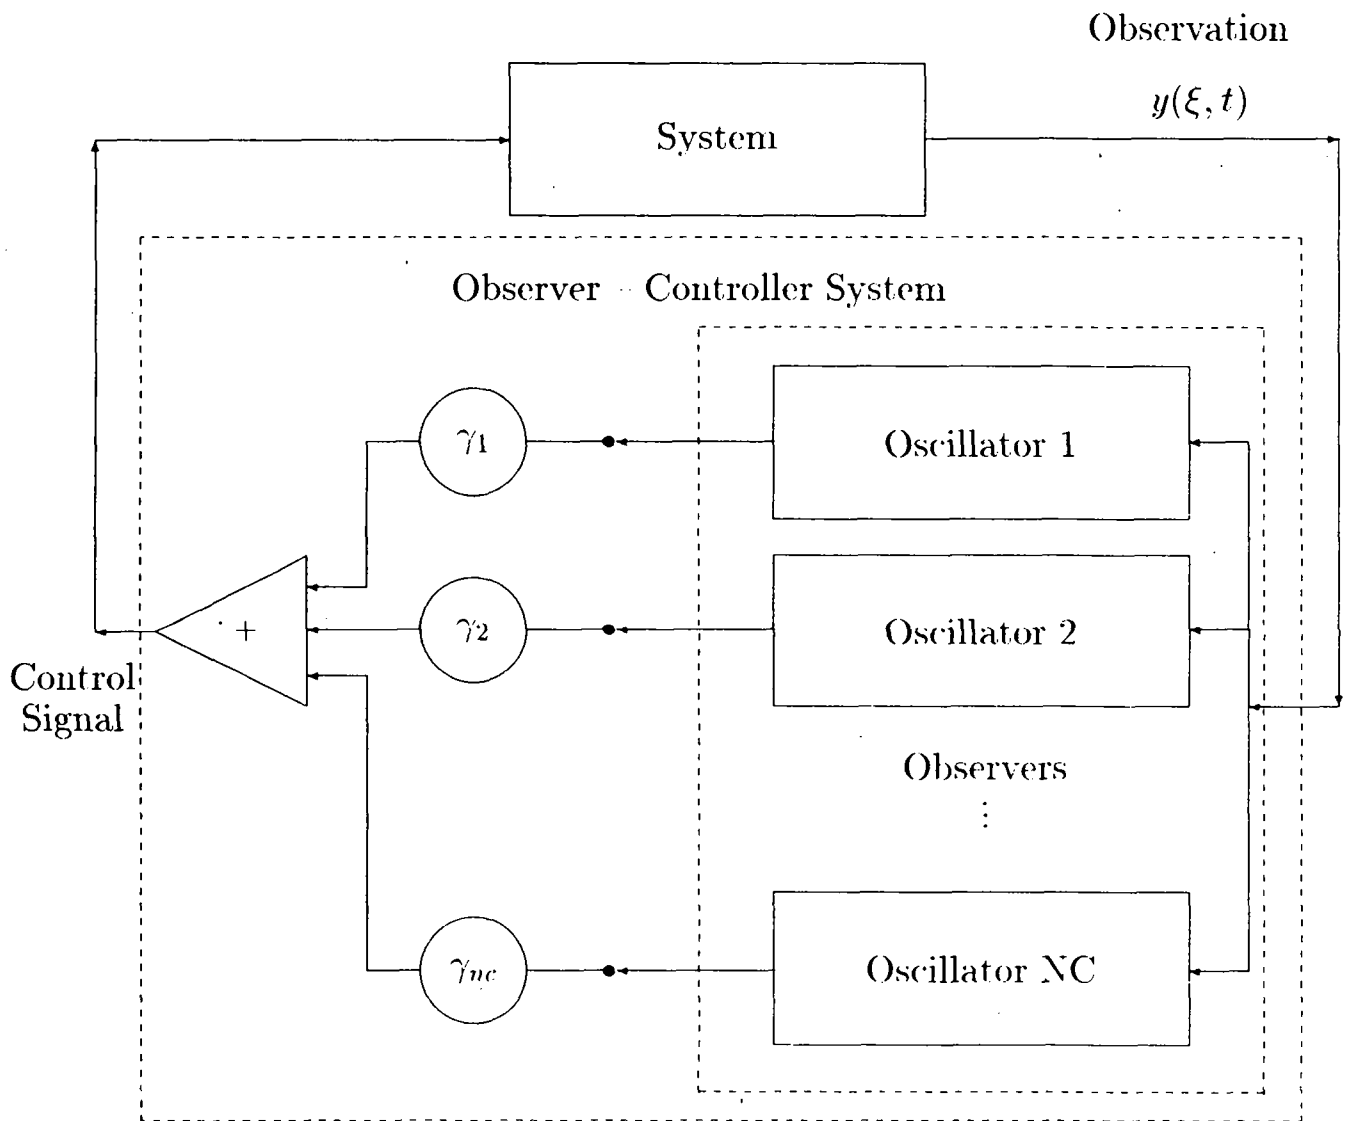 Observation
y(ξ, t)
System
Observer – Controller System
γ1
Oscillator 1
+
γ2
Oscillator 2
Control
Signal
Observers
⋮
γnc
Oscillator NC